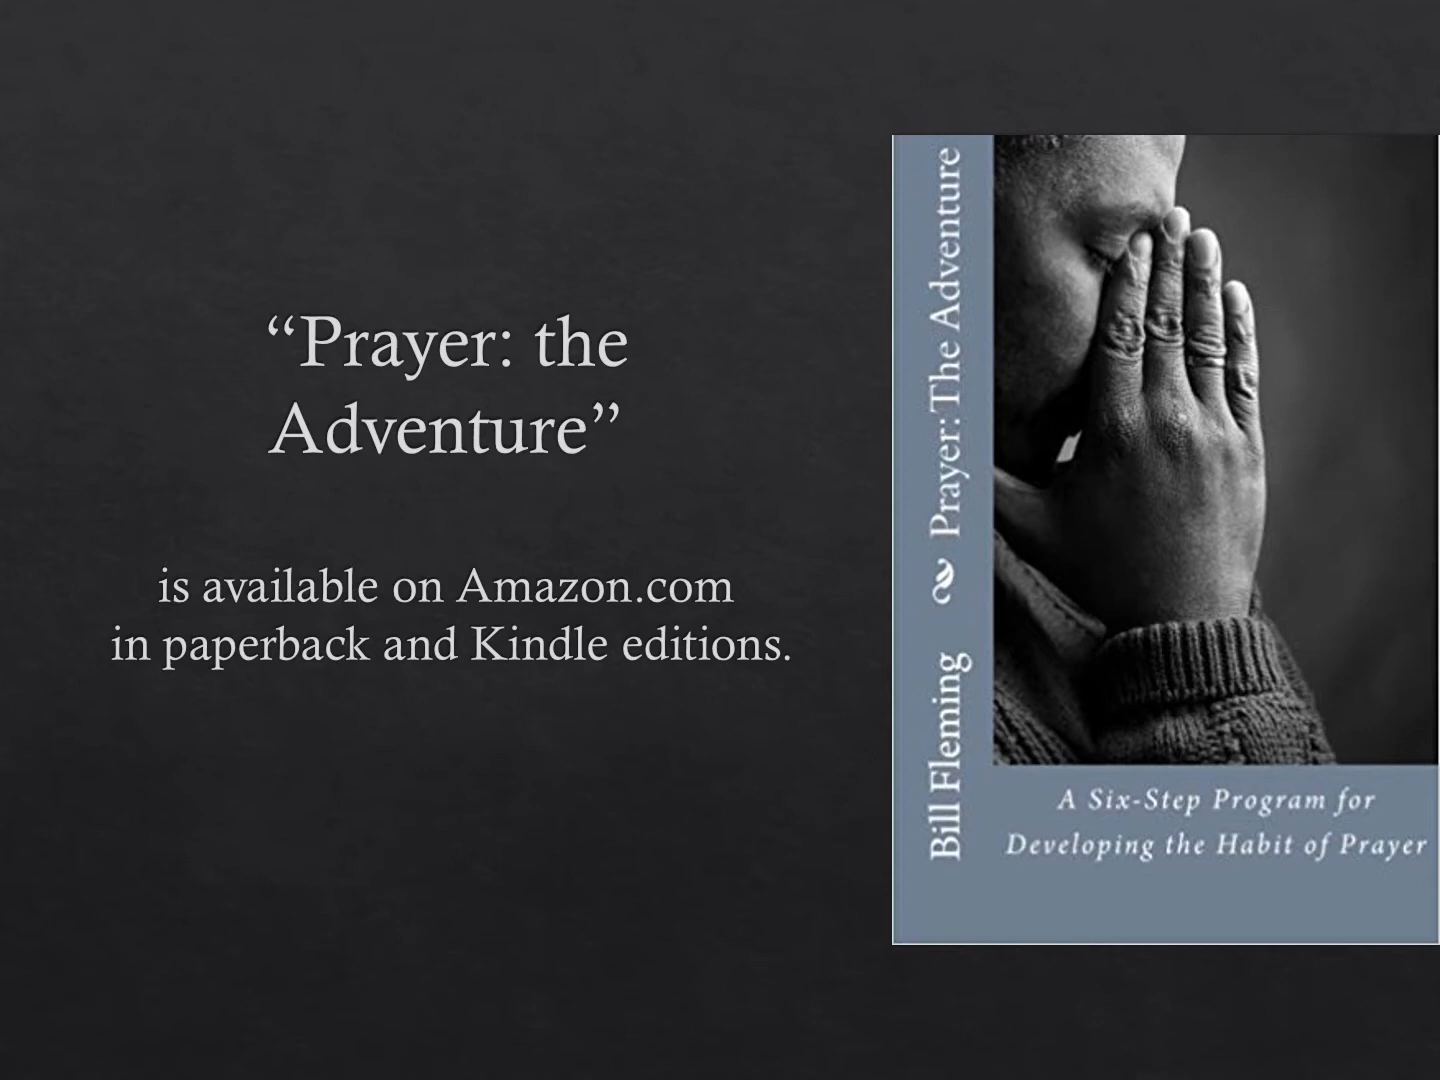 “Prayer: the
Adventure”
is available on Amazon.com
in paperback and Kindle editions.
Bill Fleming Prayer: The Adventure
A Six-Step Program for
Developing the Habit of Prayer